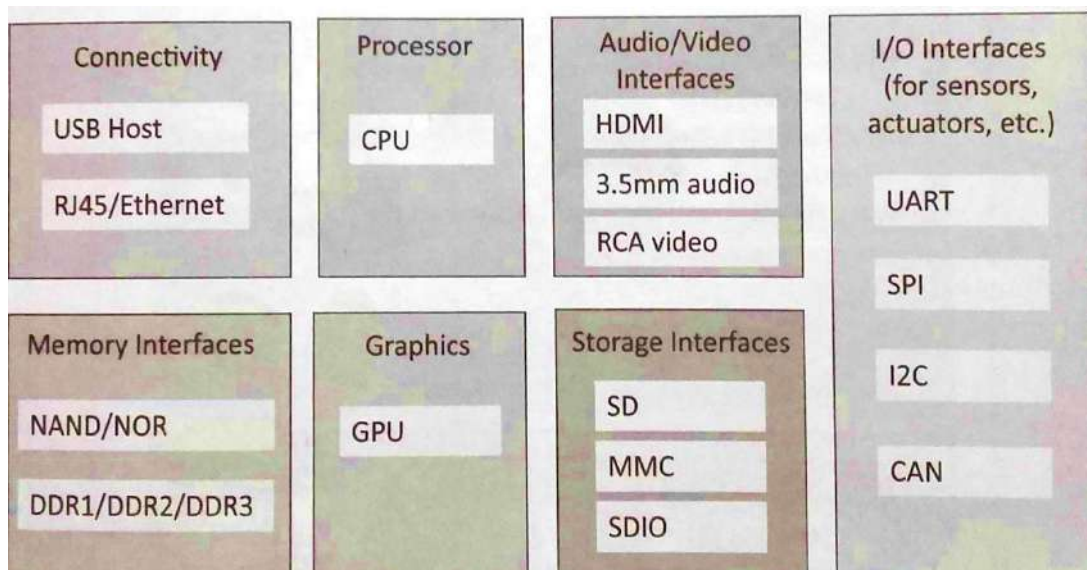 Connectivity
USB Host
RJ45/Ethernet
Processor
CPU
Audio/Video
Interfaces
HDMI
3.5mm audio
RCA video
I/O Interfaces
(for sensors,
actuators, etc.)
UART
SPI
I2C
CAN
Memory Interfaces
NAND/NOR
DDR1/DDR2/DDR3
Graphics
GPU
Storage Interfaces
SD
MMC
SDIO